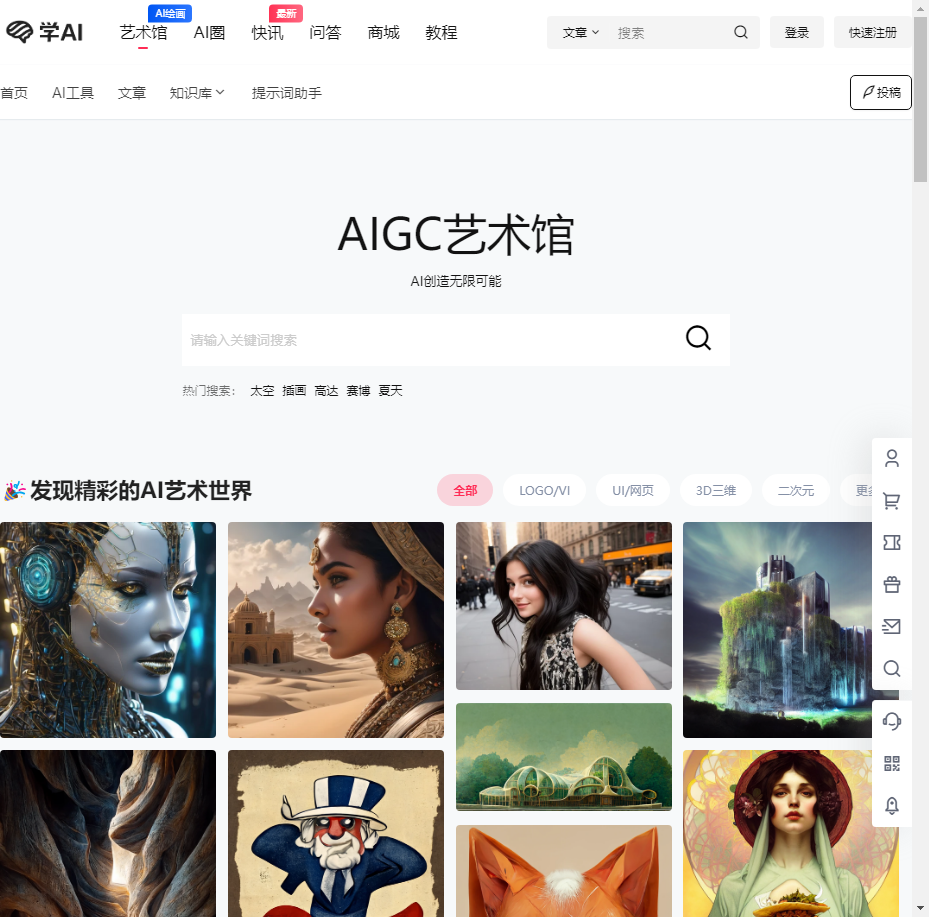 学AI
AI绘画
最新
艺术馆 AI圈 快讯 问答 商城 教程
文章 搜索
登录 快速注册
首页 AI工具 文章 知识库 提示词助手
投稿
AIGC艺术馆
AI创造无限可能
请输入关键词搜索
热门搜索： 太空 插画 高达 赛博 夏天
发现精彩的AI艺术世界
全部 LOGO/VI UI/网页 3D三维 二次元 更